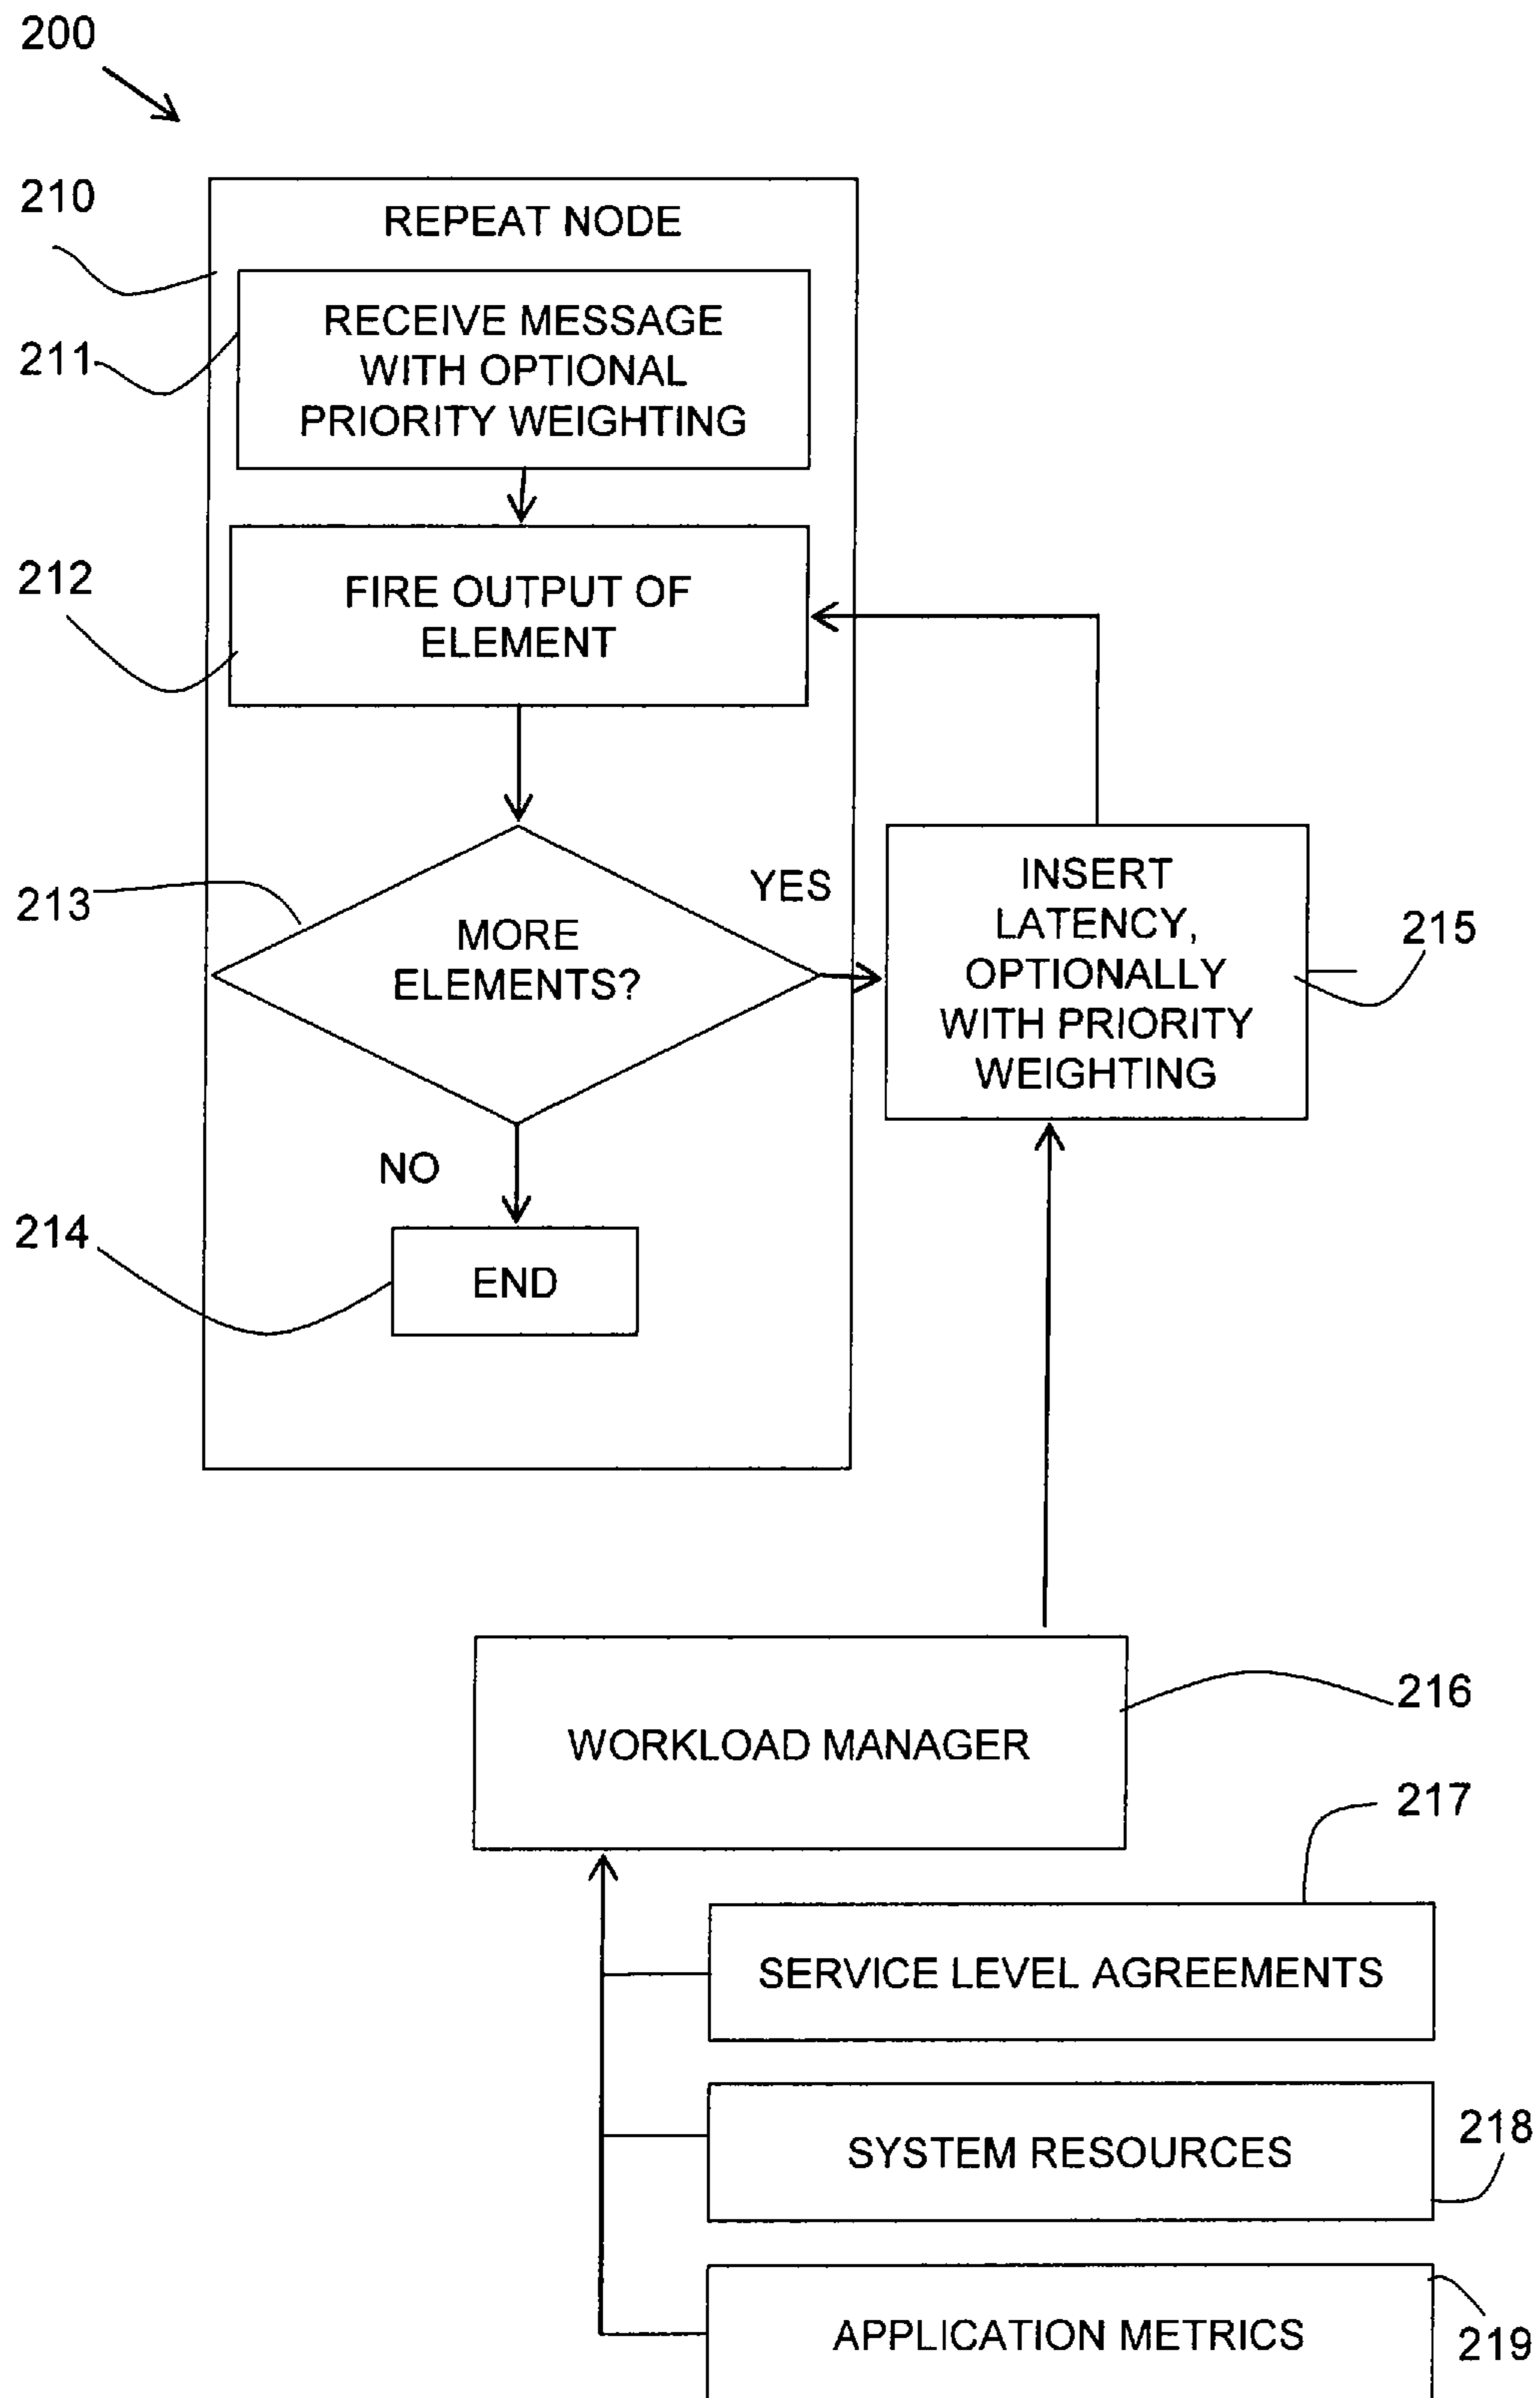 200
210
REPEAT NODE
RECEIVE MESSAGE
WITH OPTIONAL
PRIORITY WEIGHTING
211
212
FIRE OUTPUT OF
ELEMENT
213
MORE
ELEMENTS?
YES
INSERT
LATENCY,
OPTIONALLY
WITH PRIORITY
WEIGHTING
215
NO
214
END
WORKLOAD MANAGER
216
217
SERVICE LEVEL AGREEMENTS
SYSTEM RESOURCES
218
APPLICATION METRICS
219